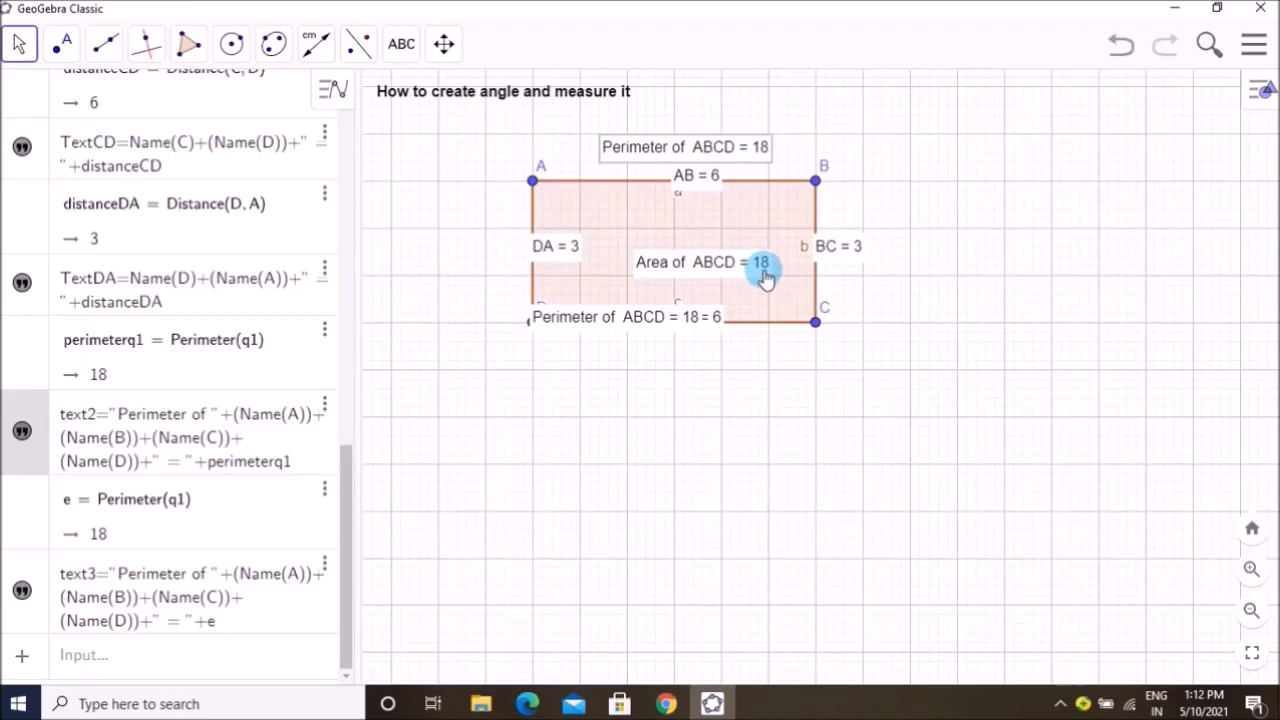 GeoGebra Classic
cm
ABC
distanceCD = Distance(C, D)
→ 6
TextCD=Name(C)+(Name(D))+" =
"+distanceCD
distanceDA = Distance(D, A)
→ 3
TextDA=Name(D)+(Name(A))+" =
"+distanceDA
perimeterq1 = Perimeter(q1)
→ 18
text2="Perimeter of "+(Name(A))+
(Name(B))+(Name(C))+
(Name(D))+" = "+perimeterq1
e = Perimeter(q1)
→ 18
text3="Perimeter of "+(Name(A))+
(Name(B))+(Name(C))+
(Name(D))+" = "+e
Input...
How to create angle and measure it
Perimeter of ABCD = 18
A
B
AB = 6
a
DA = 3
b BC = 3
Area of ABCD = 18
c
C
Perimeter of ABCD = 18 = 6
Type here to search
ENG
IN
1:12 PM
5/10/2021
1